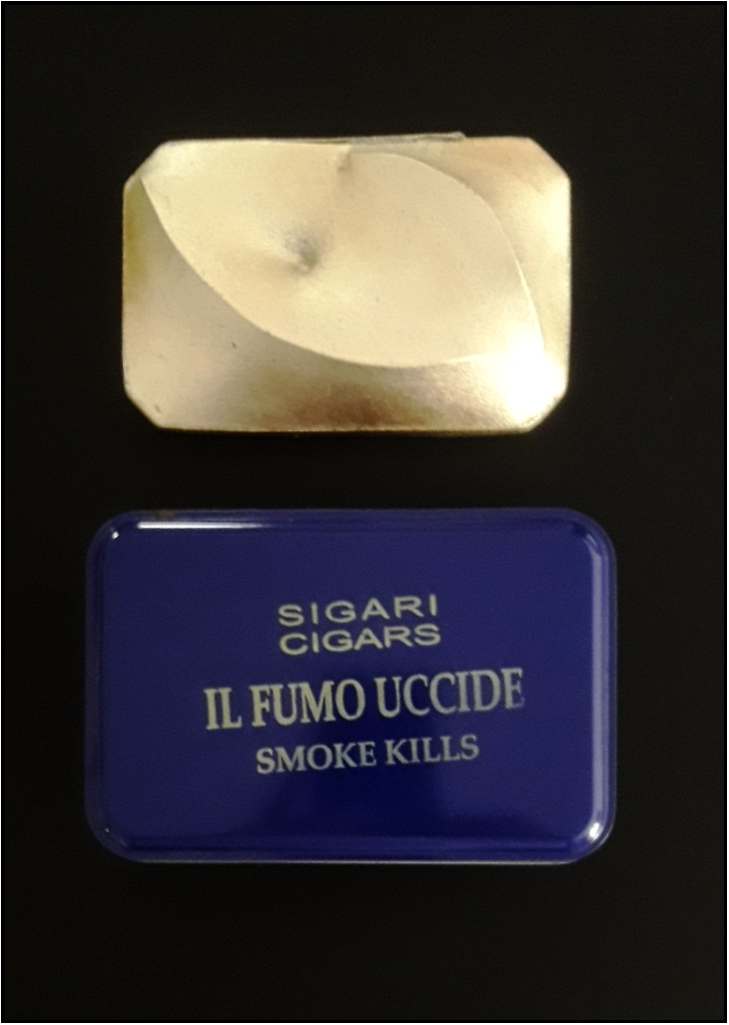 SIGARI
CIGARS
IL FUMO UCCIDE
SMOKE KILLS